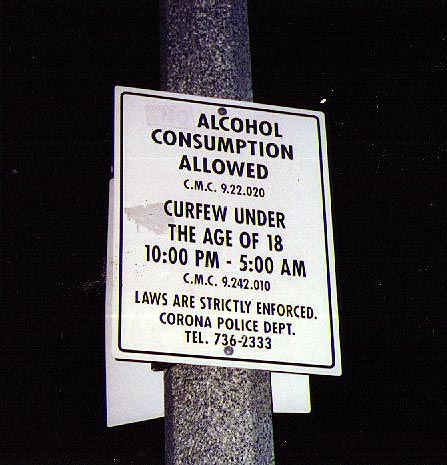 ALCOHOL
CONSUMPTION
ALLOWED
C.M.C. 9.22.020
CURFEW UNDER
THE AGE OF 18
10:00 PM - 5:00 AM
C.M.C. 9.242.010
LAWS ARE STRICTLY ENFORCED.
CORONA POLICE DEPT.
TEL. 736-2333